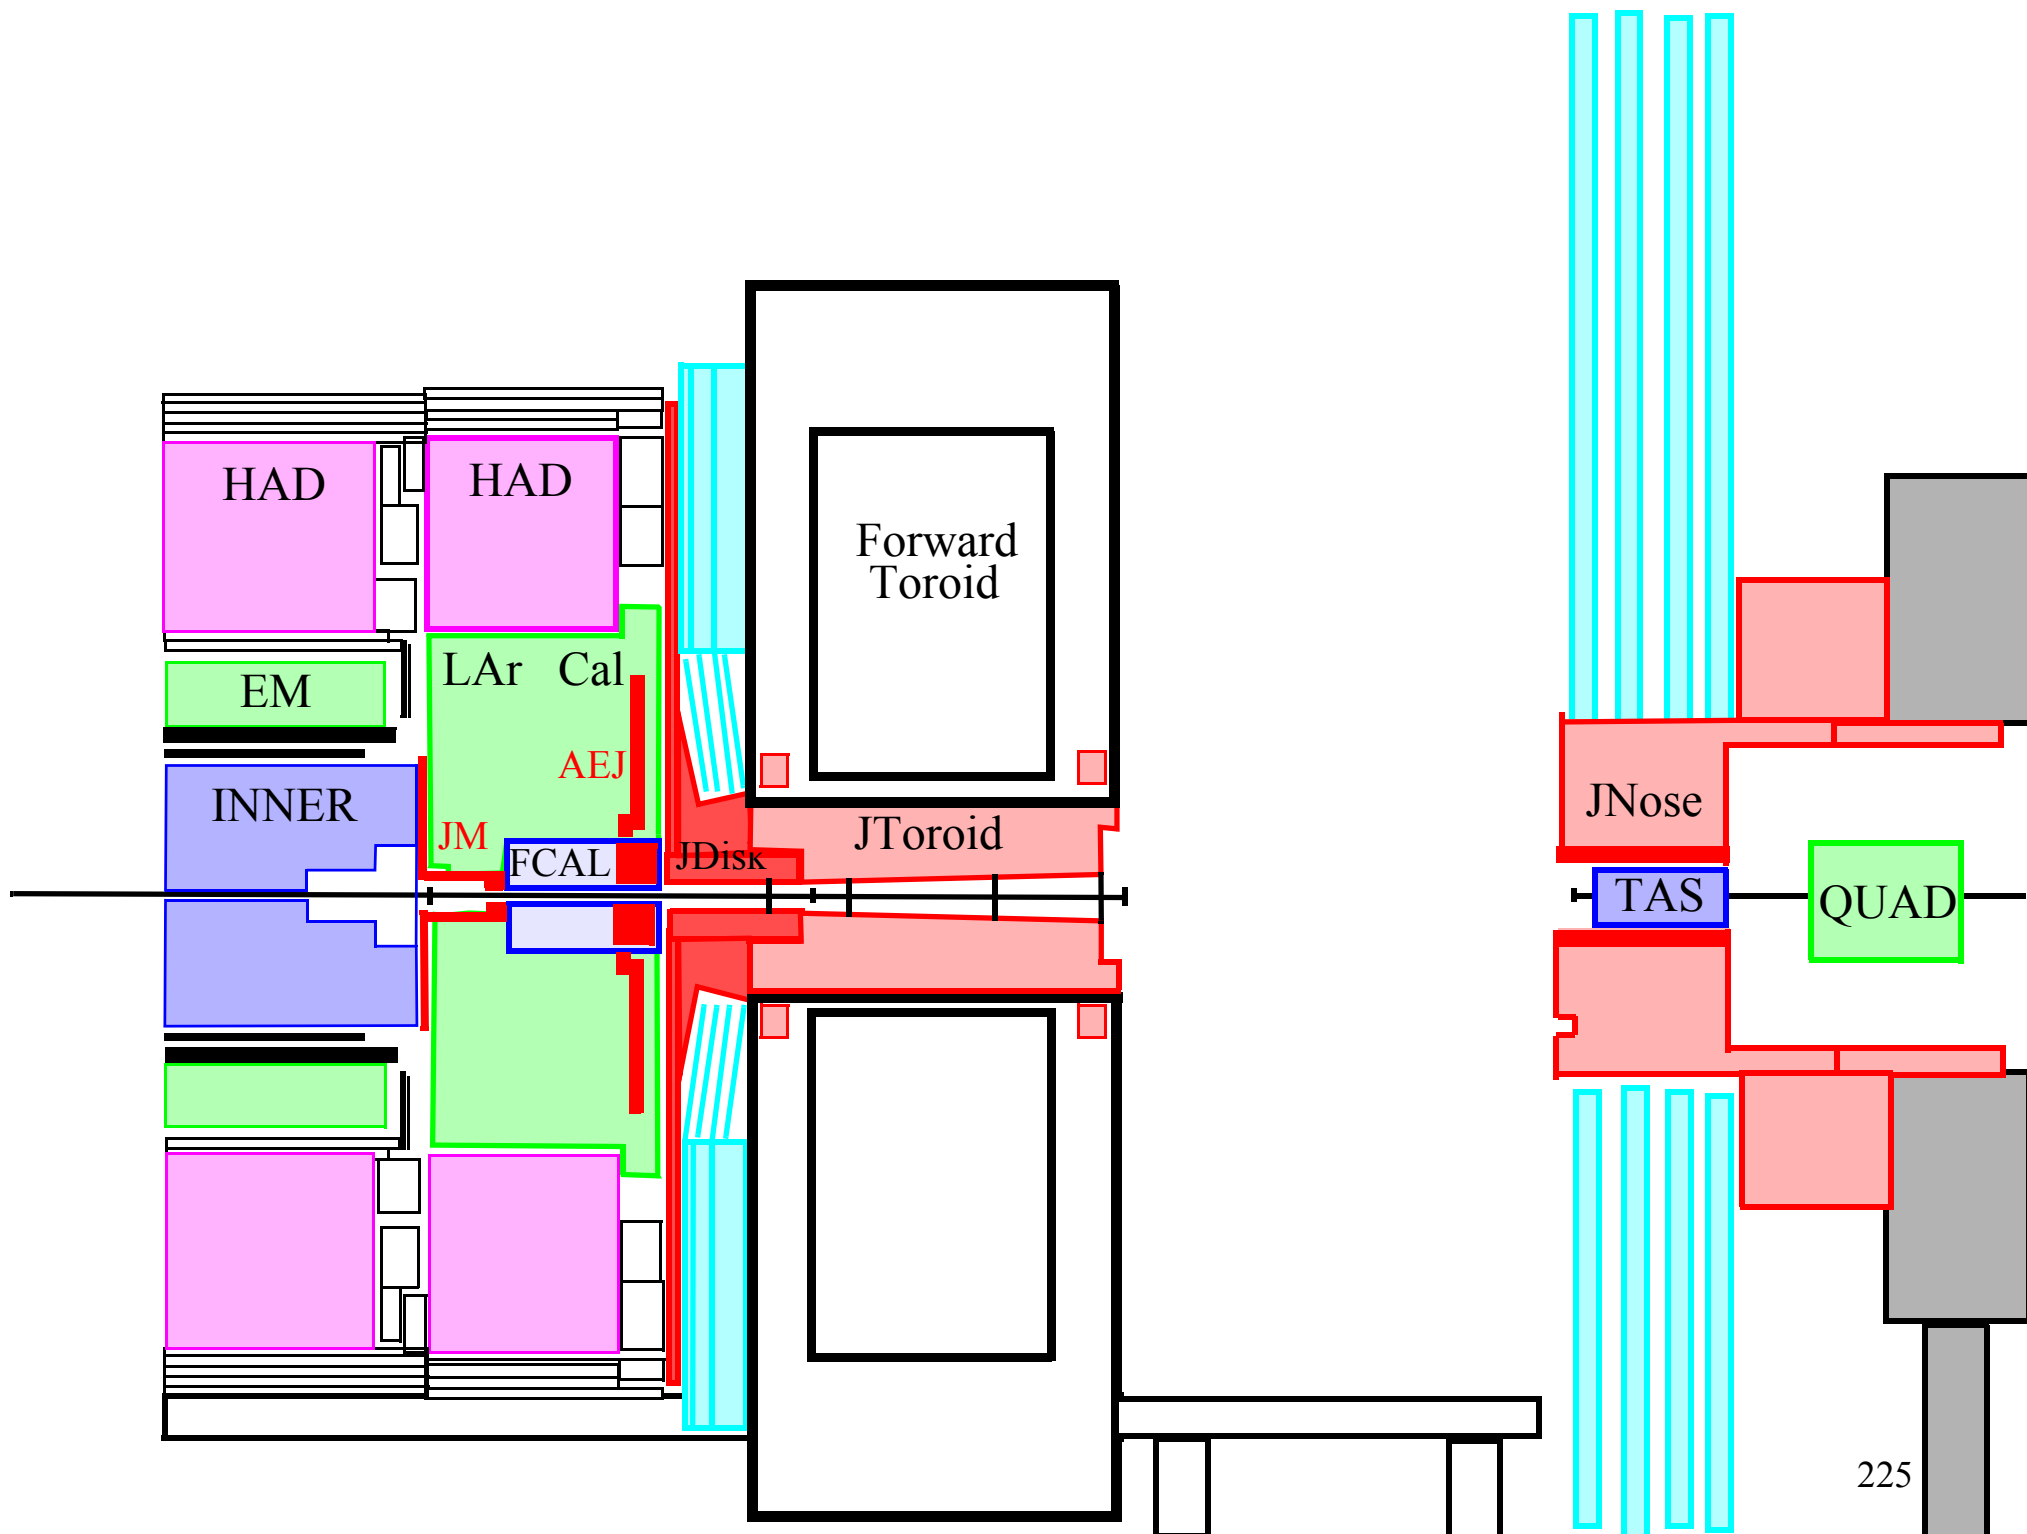 HAD
HAD
Forward
Toroid
LAr Cal
EM
AEJ
INNER
JM
JToroid
JNose
FCAL
JDisk
TAS
QUAD
225